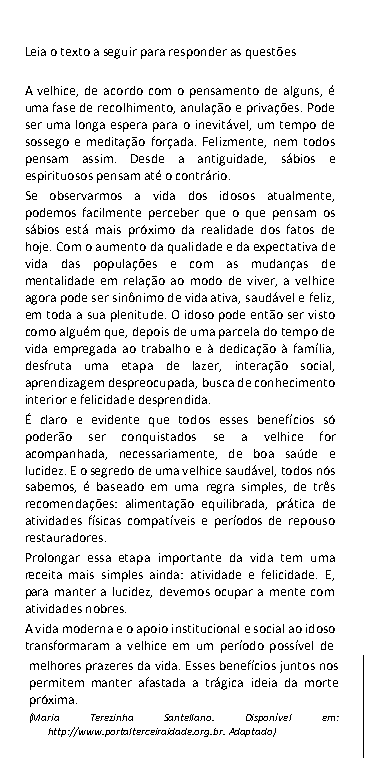 Leia o texto a seguir para responder as questões
A velhice, de acordo com o pensamento de alguns, é
uma fase de recolhimento, anulação e privações. Pode
ser uma longa espera para o inevitável, um tempo de
sossego e meditação forçada. Felizmente, nem todos
pensam assim. Desde a antiguidade, sábios e
espirituosos pensam até o contrário.
Se observarmos a vida dos idosos atualmente,
podemos facilmente perceber que o que pensam os
sábios está mais próximo da realidade dos fatos de
hoje. Com o aumento da qualidade e da expectativa de
vida das populações e com as mudanças de
mentalidade em relação ao modo de viver, a velhice
agora pode ser sinônimo de vida ativa, saudável e feliz,
em toda a sua plenitude. O idoso pode então ser visto
como alguém que, depois de uma parcela do tempo de
vida empregada ao trabalho e à dedicação à família,
desfruta uma etapa de lazer, interação social,
aprendizagem despreocupada, busca de conhecimento
interior e felicidade desprendida.
É claro e evidente que todos esses benefícios só
poderão ser conquistados se a velhice for
acompanhada, necessariamente, de boa saúde e
lucidez. E o segredo de uma velhice saudável, todos nós
sabemos, é baseado em uma regra simples, de três
recomendações: alimentação equilibrada, prática de
atividades físicas compatíveis e períodos de repouso
restauradores.
Prolongar essa etapa importante da vida tem uma
receita mais simples ainda: atividade e felicidade. E,
para manter a lucidez, devemos ocupar a mente com
atividades nobres.
A vida moderna e o apoio institucional e social ao idoso
transformaram a velhice em um período possível de
melhores prazeres da vida. Esses benefícios juntos nos
permitem manter afastada a trágica ideia da morte
próxima.
(Maria Terezinha Santellano. Disponível em:
http://www.portalterceiraidade.org.br. Adaptado)